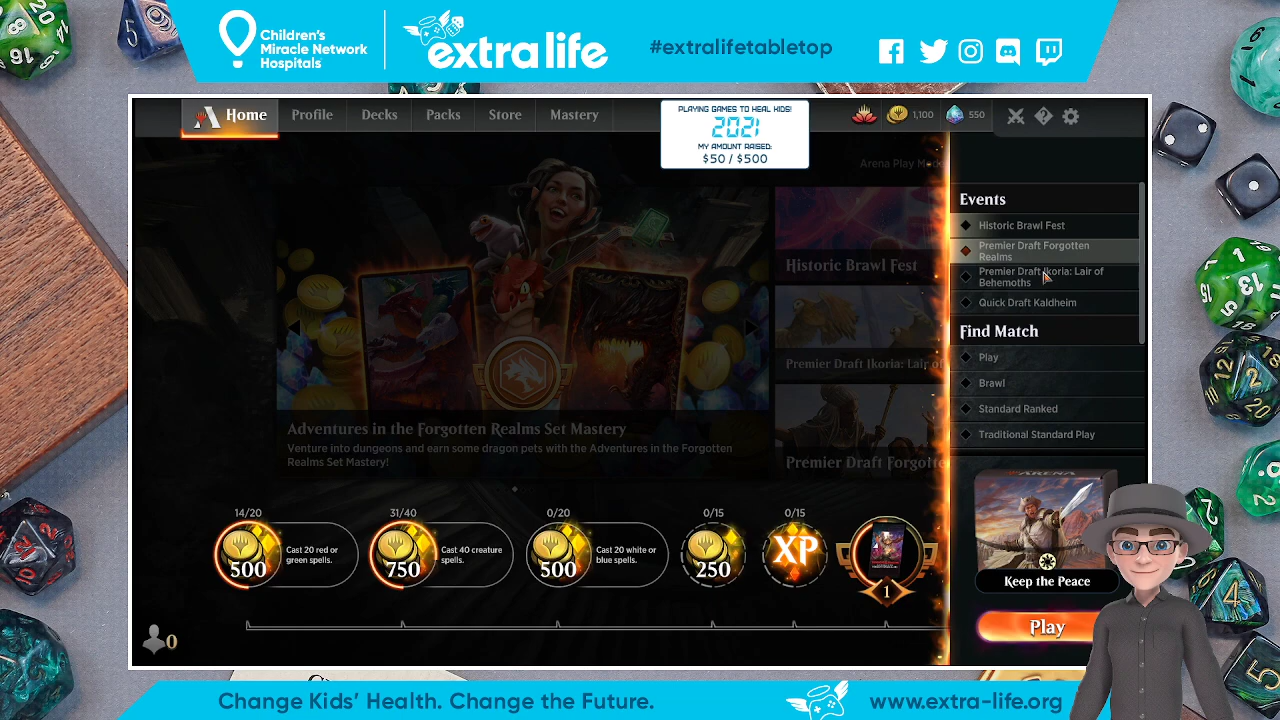 Children's
Miracle Network
Hospitals
extra life
#extralifetabletop
Home
Profile
Decks
Packs
Store
Mastery
PLAYING GAMES TO HEAL KIDS!
2021
MY AMOUNT RAISED:
$50 / $500
1,100
550
Arena Play Mod
Events
Historic Brawl Fest
Premier Draft Forgotten
Realms
Premier Draft Ikoria: Lair of
Behemoths
Quick Draft Kaldheim
Find Match
Play
Brawl
Standard Ranked
Traditional Standard Play
Historic Brawl Fest
Premier Draft Ikoria: Lair of
Premier Draft Forgotte
Adventures in the Forgotten Realms Set Mastery
Venture into dungeons and earn some dragon pets with the Adventures in the Forgotten
Realms Set Mastery!
14/20
500
Cast 20 red or
green spells.
31/40
750
Cast 40 creature
spells.
0/20
500
Cast 20 white or
blue spells.
0/15
250
0/15
XP
1
ARENA
Keep the Peace
Play
0
Change Kids' Health. Change the Future.
www.extra-life.org